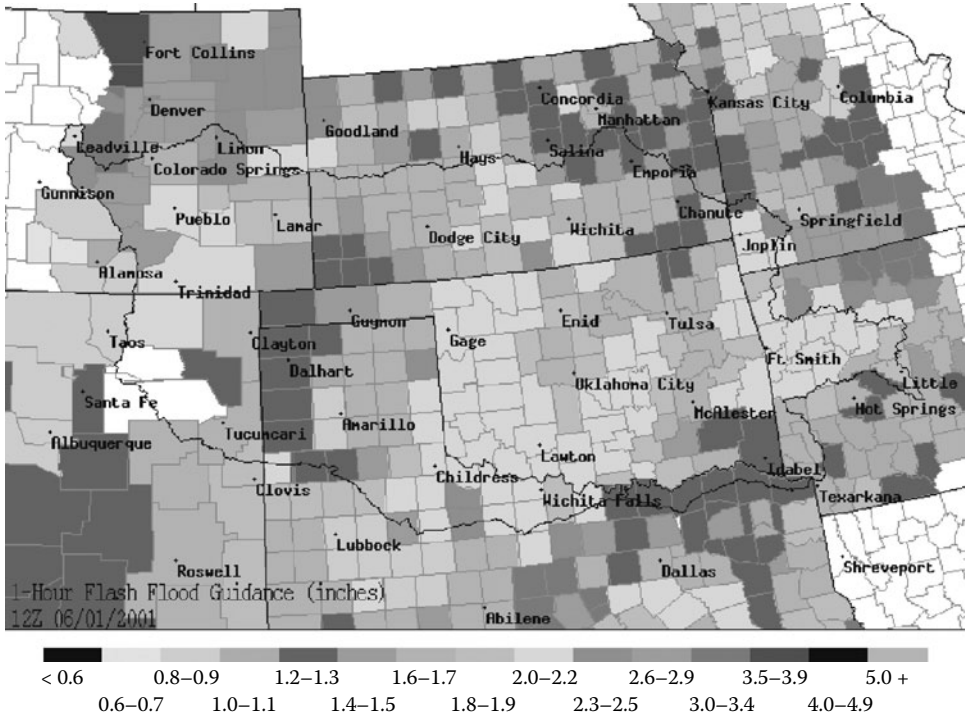 Fort Collins
Denver
Leadville
Limon
Colorado Springs
Gunnison
Pueblo
Lamar
Alamosa
Trinidad
Goodland
Hays
Concordia
Manhattan
Salina
Emporia
Kansas City
Columbia
Dodge City
Wichita
Chanute
Springfield
Joplin
Taos
Clayton
Guymon
Gage
Enid
Tulsa
Dalhart
Santa Fe
Oklahoma City
Ft Smith
Little
Hot Springs
McAlester
Amarillo
Albuquerque
Tucumcari
Lawton
Idabel
Clovis
Childress
Wichita Falls
Texarkana
Lubbock
Roswell
Dallas
Shreveport
Abilene
1-Hour Flash Flood Guidance (inches)
12Z 06/01/2001
< 0.6 0.8–0.9 1.2–1.3 1.6–1.7 2.0–2.2 2.6–2.9 3.5–3.9 5.0 +
0.6–0.7 1.0–1.1 1.4–1.5 1.8–1.9 2.3–2.5 3.0–3.4 4.0–4.9